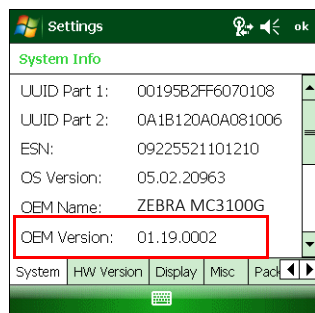 Settings
ok
System Info
UUID Part 1: 00195B2FF6070108
UUID Part 2: 0A1B120A0A081006
ESN: 09225521101210
OS Version: 05.02.20963
OEM Name: ZEBRA MC3100G
OEM Version: 01.19.0002
System HW Version Display Misc Pack